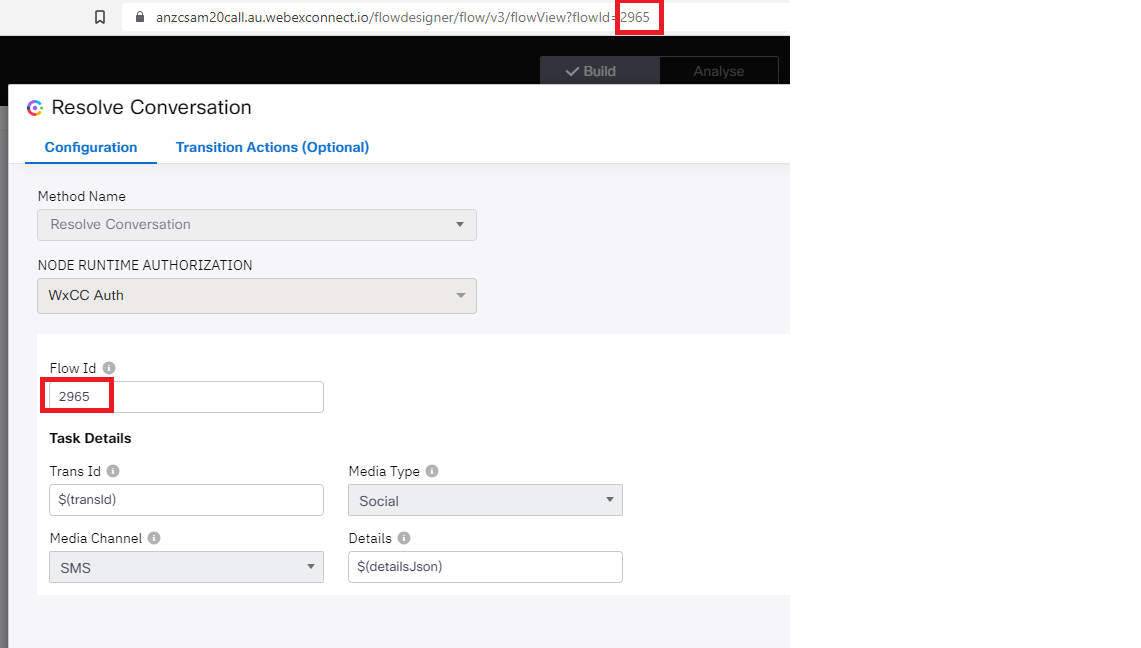 anzcsam20call.au.webexconnect.io/flowdesigner/flow/v3/flowView?flowId=2965
Build
Analyse
Resolve Conversation
Configuration
Transition Actions (Optional)
Method Name
Resolve Conversation
NODE RUNTIME AUTHORIZATION
WxCC Auth
Flow Id
2965
Task Details
Trans Id
Media Type
$(transId)
Social
Media Channel
Details
SMS
$(detailsJson)